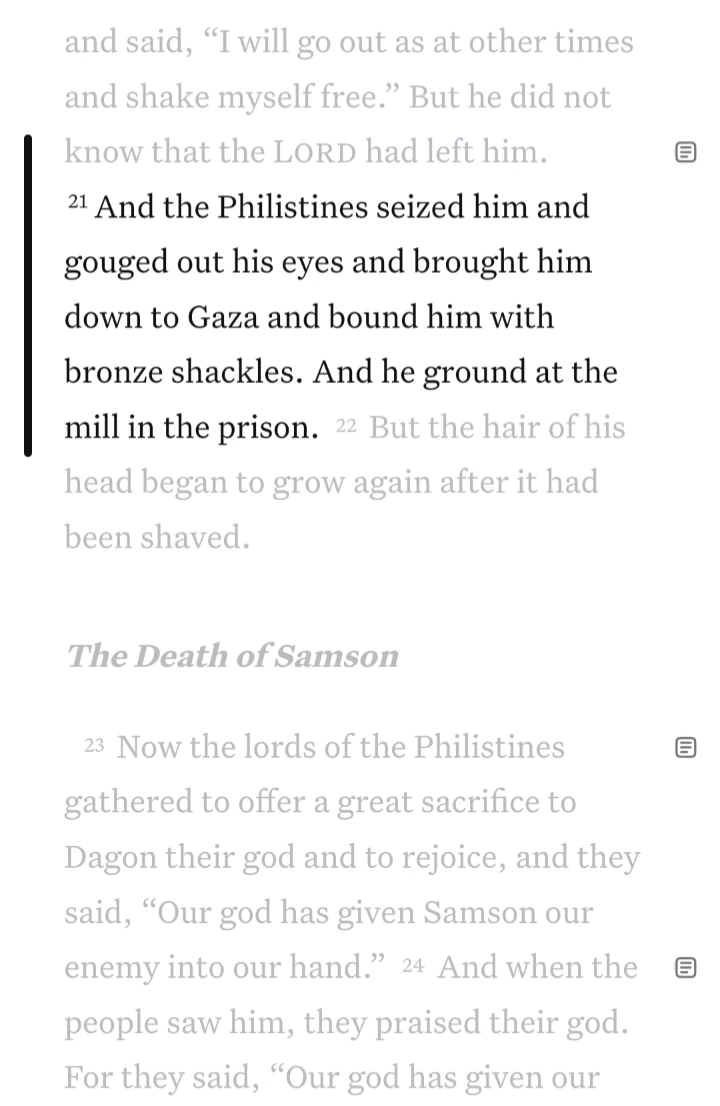 and said, “I will go out as at other times
and shake myself free.” But he did not
know that the LORD had left him.
21 And the Philistines seized him and
gouged out his eyes and brought him
down to Gaza and bound him with
bronze shackles. And he ground at the
mill in the prison. 22 But the hair of his
head began to grow again after it had
been shaved.
The Death of Samson
23 Now the lords of the Philistines
gathered to offer a great sacrifice to
Dagon their god and to rejoice, and they
said, “Our god has given Samson our
enemy into our hand.” 24 And when the
people saw him, they praised their god.
For they said, “Our god has given our